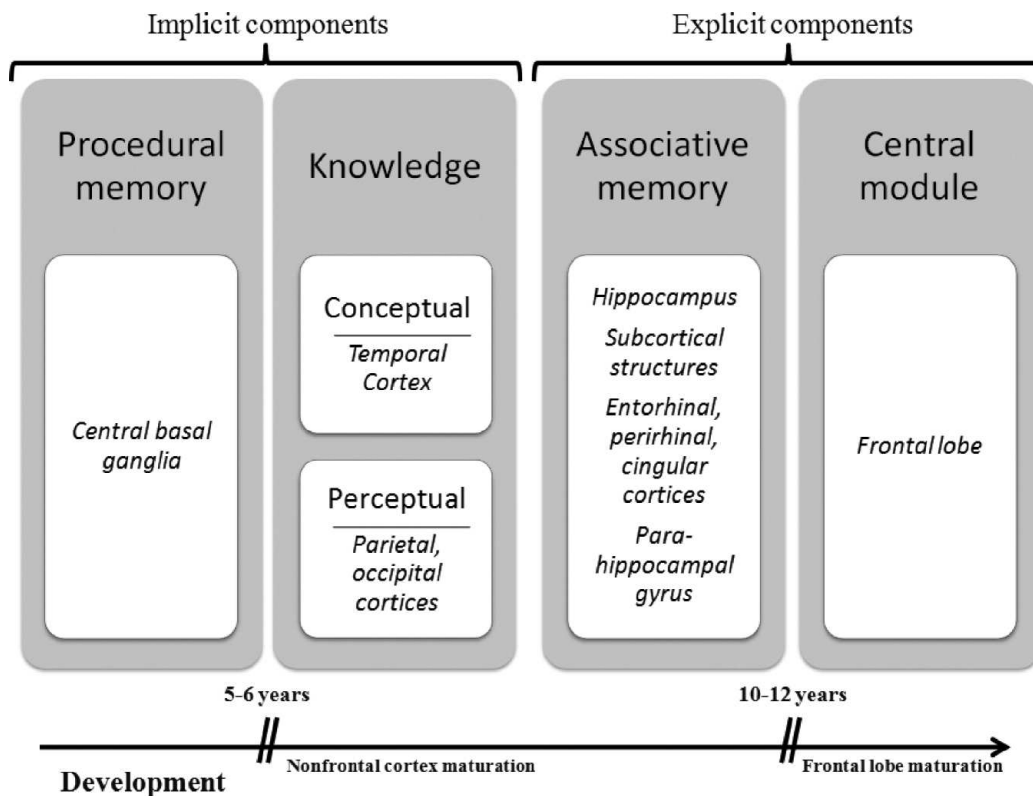 Implicit components
Explicit components
Procedural
memory
Central basal
ganglia
Knowledge
Conceptual
Temporal
Cortex
Perceptual
Parietal,
occipital
cortices
Associative
memory
Hippocampus
Subcortical
structures
Entorhinal,
perirhinal,
cingular
cortices
Para-
hippocampal
gyrus
Central
module
Frontal lobe
5-6 years
10-12 years
Development
Nonfrontal cortex maturation
Frontal lobe maturation